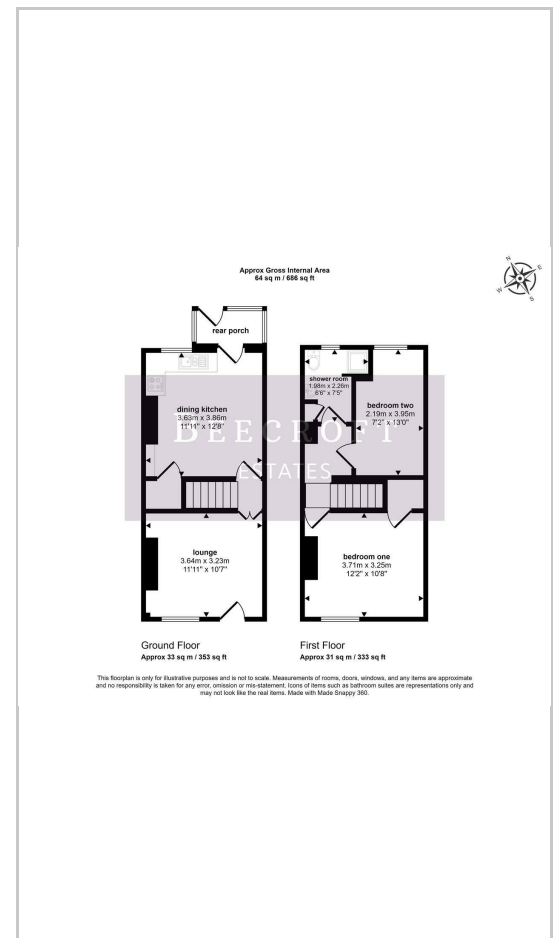 Approx Gross Internal Area
64 sq m / 686 sq ft
N
E
S
W
rear porch
dining kitchen
3.63m x 3.86m
11'11" x 12'8"
shower room
1.98m x 2.26m
6'6" x 7'5"
bedroom two
2.19m x 3.95m
7'2" x 13'0"
BEECROFT
ESTATES
lounge
3.64m x 3.23m
11'11" x 10'7"
bedroom one
3.71m x 3.25m
12'2" x 10'8"
Ground Floor
Approx 33 sq m / 353 sq ft
First Floor
Approx 31 sq m / 333 sq ft
This floorplan is only for illustrative purposes and is not to scale. Measurements of rooms, doors, windows, and any items are approximate
and no responsibility is taken for any error, omission or mis-statement. Icons of items such as bathroom suites are representations only and
may not look like the real items. Made with Made Snappy 360.